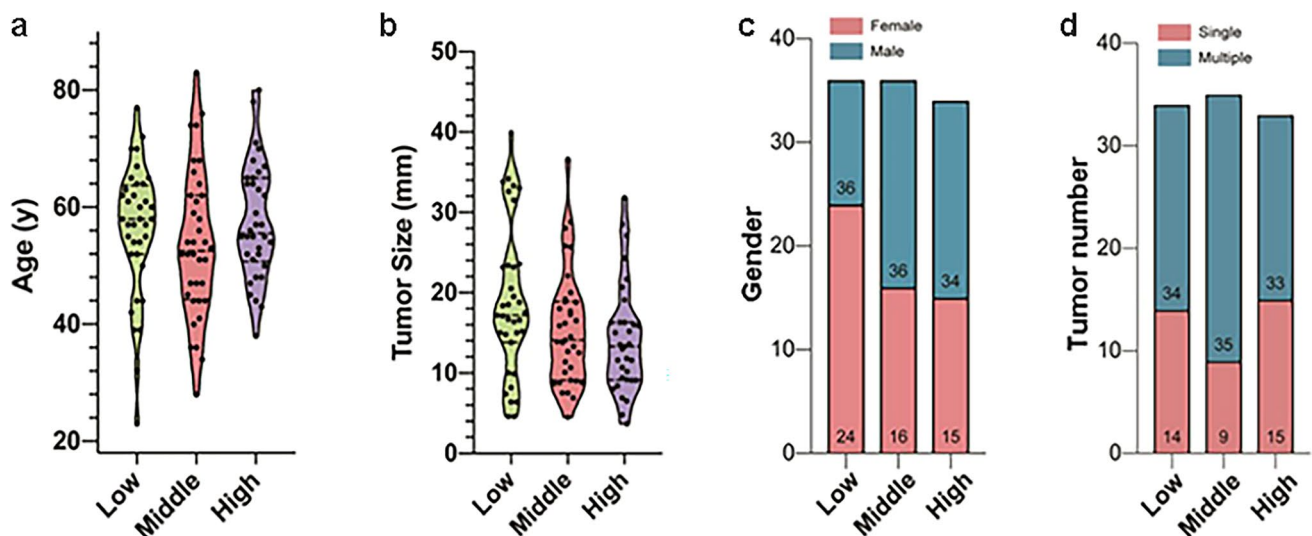 a
Age (y)
80
60
40
20
Low
Middle
High
b
Tumor Size (mm)
50
40
30
20
10
0
Low
Middle
High
c
Female
Male
Gender
40
30
20
10
0
36
36
34
24
16
15
Low
Middle
High
d
Single
Multiple
Tumor number
40
30
20
10
0
34
35
33
14
9
15
Low
Middle
High